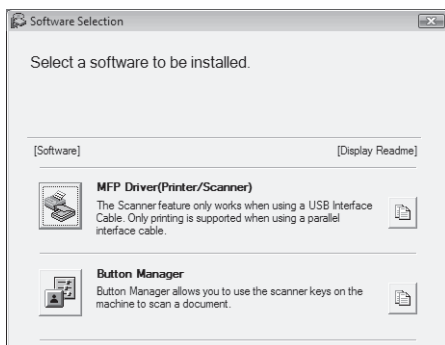 Software Selection
Select a software to be installed.
[Software] [Display Readme]
MFP Driver(Printer/Scanner)
The Scanner feature only works when using a USB Interface
Cable. Only printing is supported when using a parallel
interface cable.
Button Manager
Button Manager allows you to use the scanner keys on the
machine to scan a document.